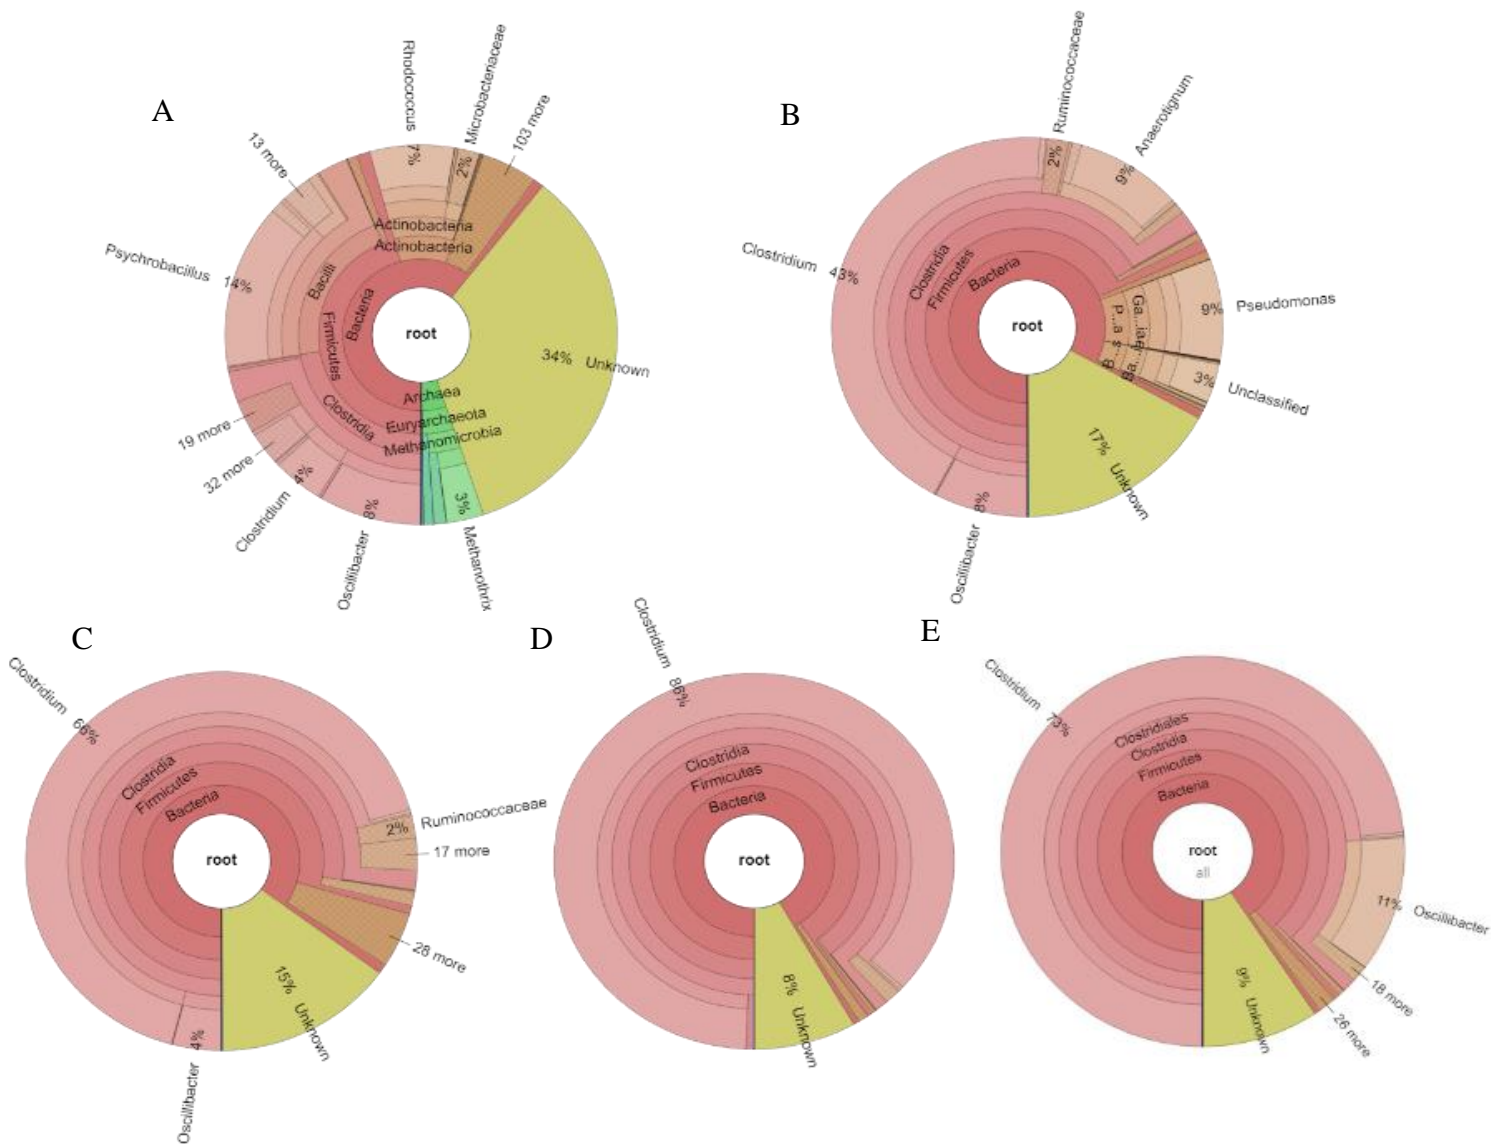 A
Rhodococcus
7%
Microbacteriaceae
2%
103 more
13 more
Psychrobacillus
14%
Actinobacteria
Actinobacteria
Bacilli
Bacteria
Firmicutes
root
34% Unknown
Archaea
Euryarchaeota
Methanomicrobia
Clostridia
19 more
32 more
Clostridium 4%
Oscillibacter 8%
3% Methanothrix
B
Ruminococcaceae
2%
Anaerotignum
9%
Clostridium 43%
Clostridia
Firmicutes
Bacteria
root
P...a
Ga...iae
9% Pseudomonas
B...s
Ba...
3% Unclassified
17% Unknown
Oscillibacter 8%
C
Clostridium 66%
Clostridia
Firmicutes
Bacteria
root
2% Ruminococcaceae
17 more
28 more
15% Unknown
Oscillibacter 4%
D
Clostridium 86%
Clostridia
Firmicutes
Bacteria
root
8% Unknown
E
Clostridium 73%
Clostridiales
Clostridia
Firmicutes
Bacteria
root
all
11% Oscillibacter
18 more
26 more
9% Unknown